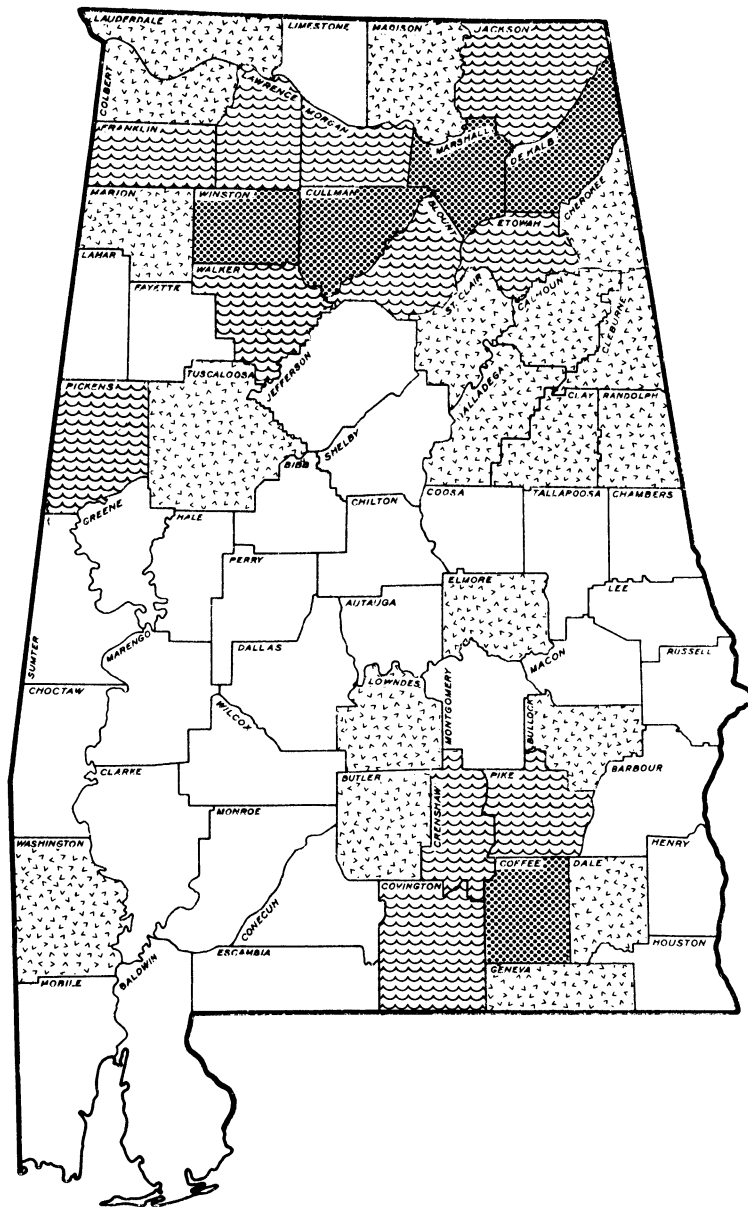 LAUDERDALE
LIMESTONE
MADISON
JACKSON
COLBERT
LAWRENCE
MORGAN
FRANKLIN
MARSHALL
DE KALB
MARION
WINSTON
CULLMAN
BLOUNT
ETOWAH
CHEROKEE
LAMAR
FAYETTE
WALKER
ST. CLAIR
CALHOUN
CLEBURNE
PICKENS
TUSCALOOSA
JEFFERSON
TALLADEGA
CLAY
RANDOLPH
SHELBY
BIBB
GREENE
HALE
CHILTON
COOSA
TALLAPOOSA
CHAMBERS
PERRY
ELMORE
LEE
SUMTER
MARENGO
DALLAS
AUTAUGA
MACON
RUSSELL
CHOCTAW
WILCOX
LOWNDES
MONTGOMERY
BULLOCK
CLARKE
BUTLER
PIKE
BARBOUR
MONROE
CRENSHAW
WASHINGTON
HENRY
COVINGTON
COFFEE
DALE
CONECUH
ESCAMBIA
HOUSTON
GENEVA
MOBILE
BALDWIN